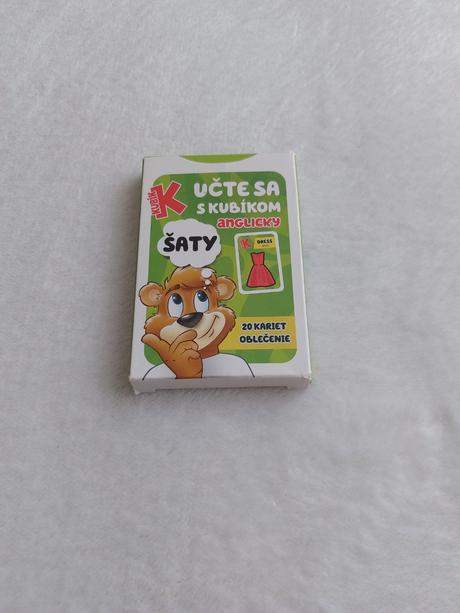 KUBÍK
K
UČTE SA
S KUBÍKOM
ANGLICKY
ŠATY
K
DRESS
20 KARIET
OBLEČENIE